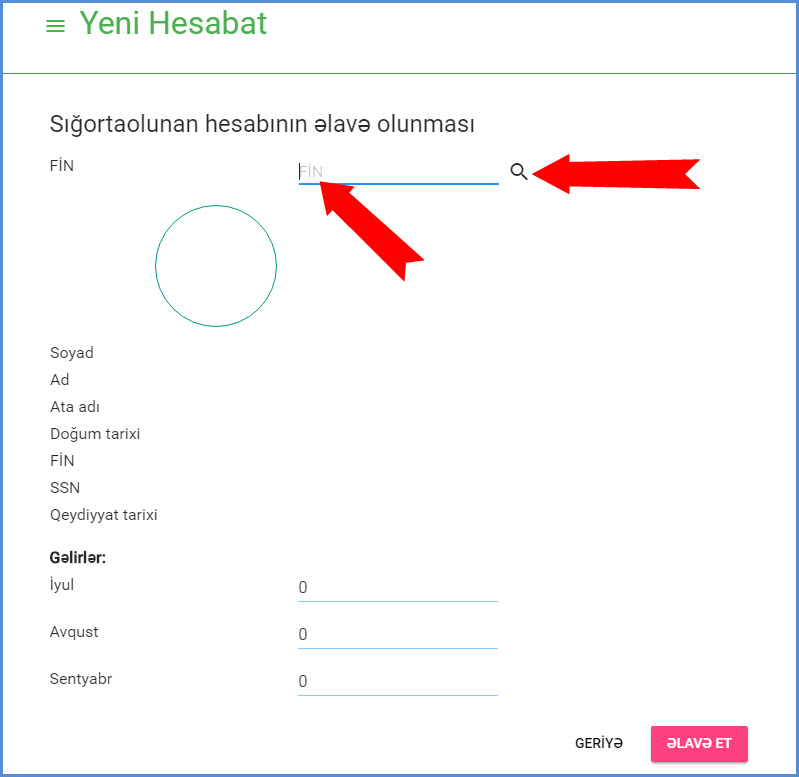 Yeni Hesabat
Sığortaolunan hesabının əlavə olunması
FİN
FİN
Soyad
Ad
Ata adı
Doğum tarixi
FİN
SSN
Qeydiyyat tarixi
Gəlirlər:
İyul 0
Avqust 0
Sentyabr 0
GERİYƏ ƏLAVƏ ET